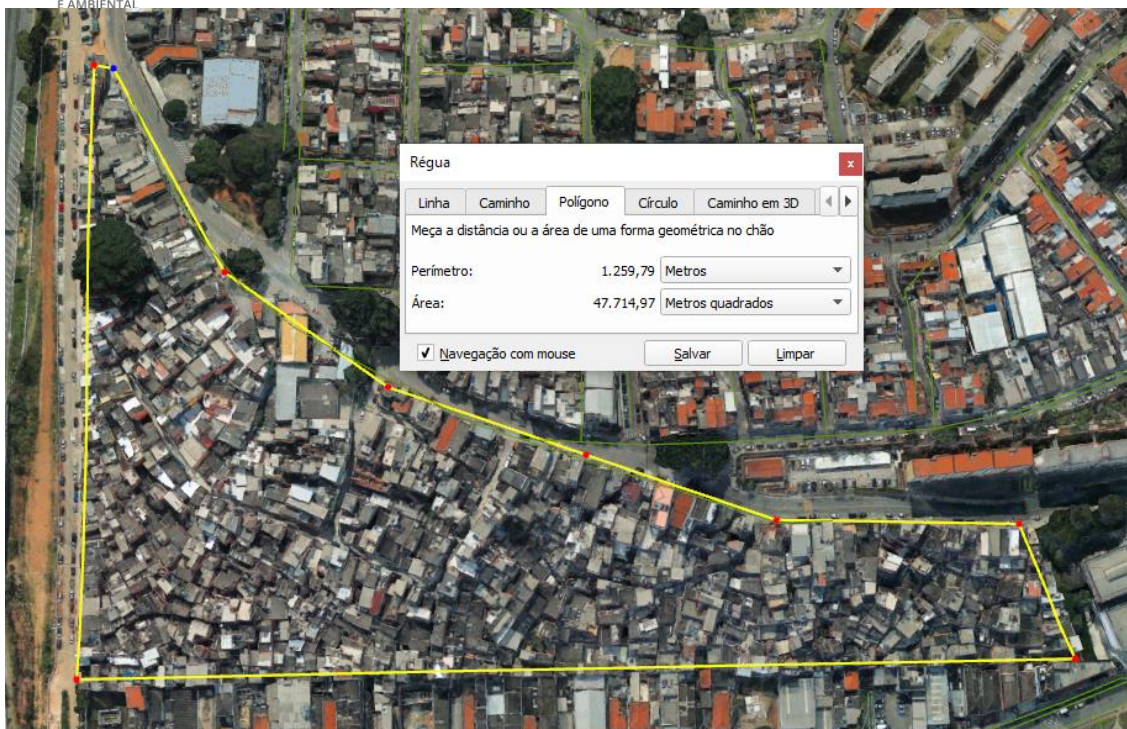 E AMBIENTAL
Régua
x
Linha Caminho Polígono Círculo Caminho em 3D
Meça a distância ou a área de uma forma geométrica no chão
Perímetro: 1.259,79 Metros
Área: 47.714,97 Metros quadrados
Navegação com mouse Salvar Limpar